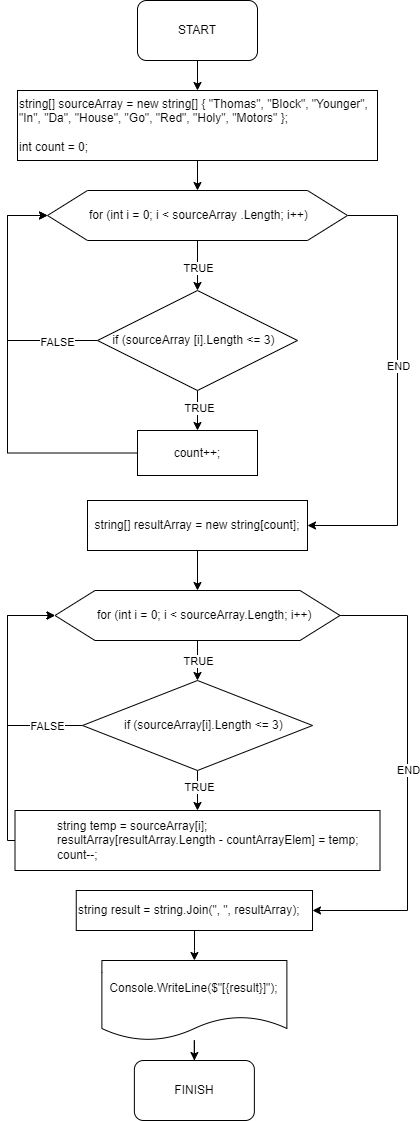 START
string[] sourceArray = new string[] { "Thomas", "Block", "Younger",
"In", "Da", "House", "Go", "Red", "Holy", "Motors" };
int count = 0;
for (int i = 0; i < sourceArray .Length; i++)
TRUE
if (sourceArray [i].Length <= 3)
FALSE
END
TRUE
count++;
string[] resultArray = new string[count];
for (int i = 0; i < sourceArray.Length; i++)
TRUE
if (sourceArray[i].Length <= 3)
FALSE
END
TRUE
string temp = sourceArray[i];
resultArray[resultArray.Length - countArrayElem] = temp;
count--;
string result = string.Join(", ", resultArray);
Console.WriteLine($"[{result}]");
FINISH